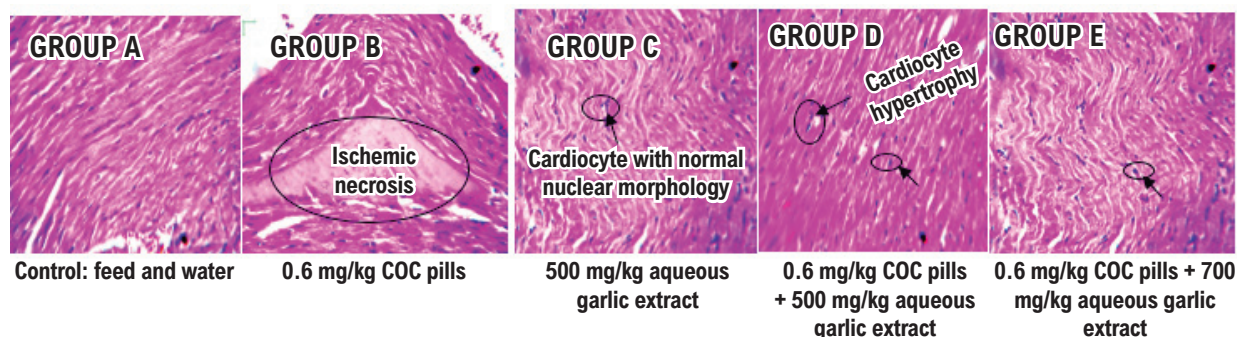 GROUP A
GROUP B
Ischemic
necrosis
GROUP C
Cardiocyte with normal
nuclear morphology
GROUP D
Cardiocyte
hypertrophy
GROUP E
Control: feed and water
0.6 mg/kg COC pills
500 mg/kg aqueous
garlic extract
0.6 mg/kg COC pills
+ 500 mg/kg aqueous
garlic extract
0.6 mg/kg COC pills + 700
mg/kg aqueous garlic
extract